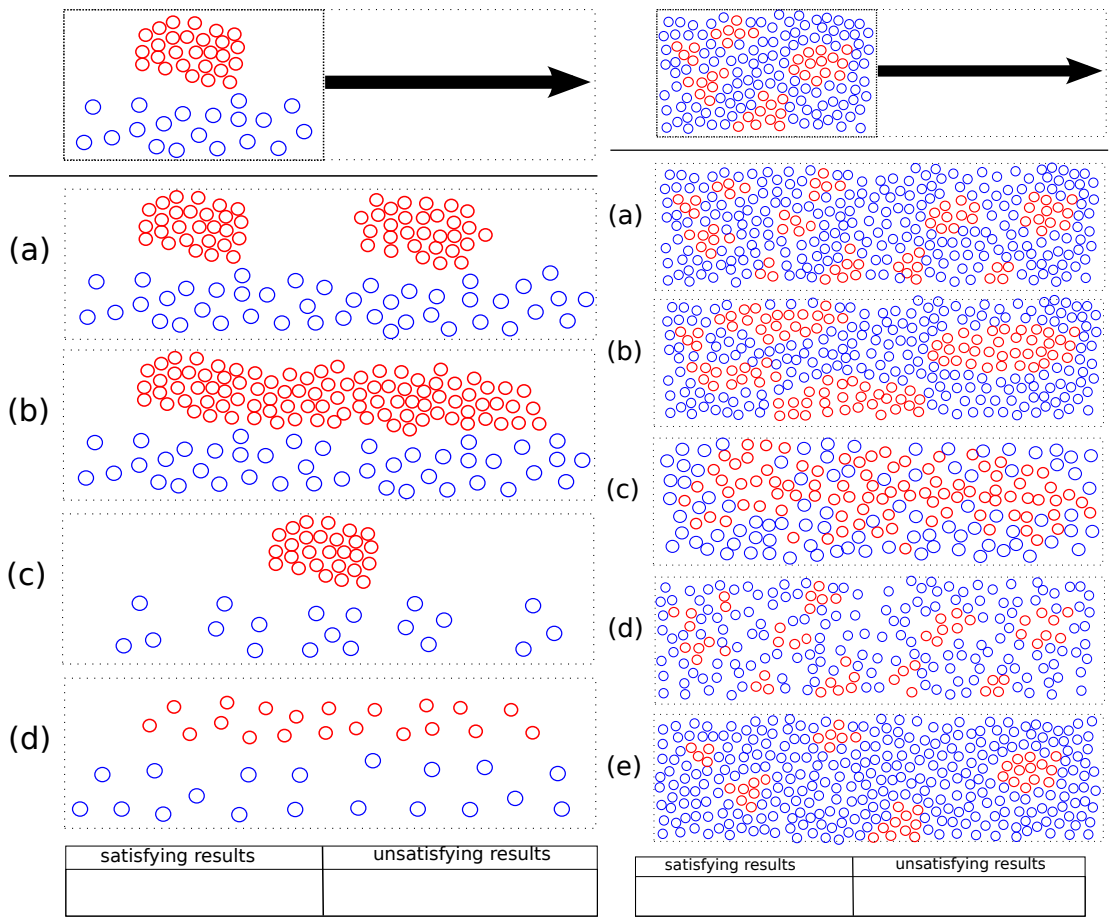 (a)
(b)
(c)
(d)
satisfying results unsatisfying results
(a)
(b)
(c)
(d)
(e)
satisfying results unsatisfying results